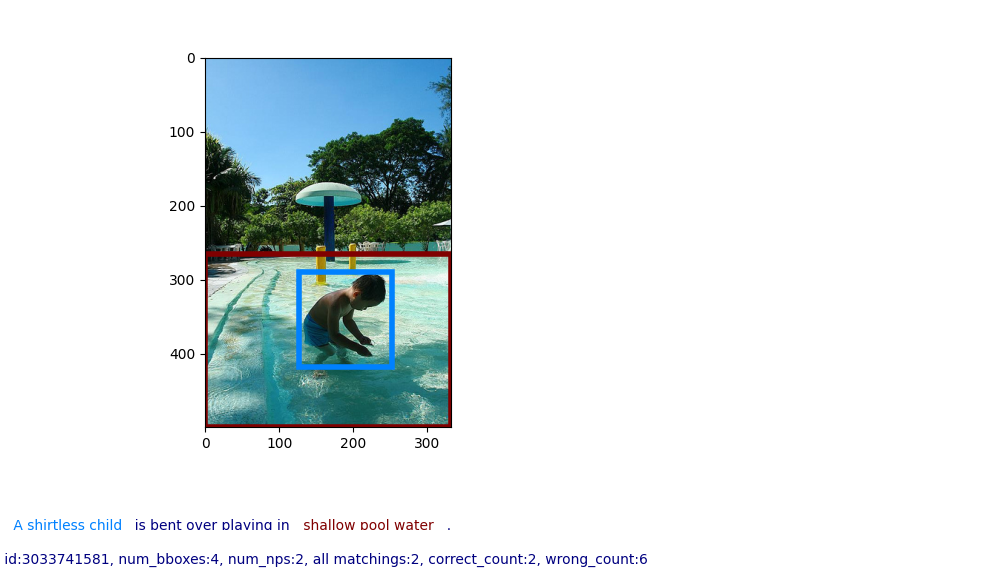 0
100
200
300
400
0 100 200 300
A shirtless child is bent over playing in shallow pool water .
id:3033741581, num_bboxes:4, num_nps:2, all matchings:2, correct_count:2, wrong_count:6